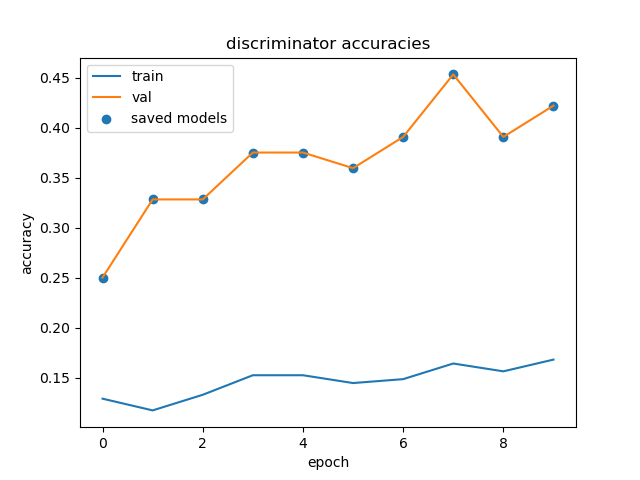 discriminator accuracies
train
val
saved models
0.45
0.40
0.35
0.30
0.25
0.20
0.15
accuracy
0 2 4 6 8
epoch